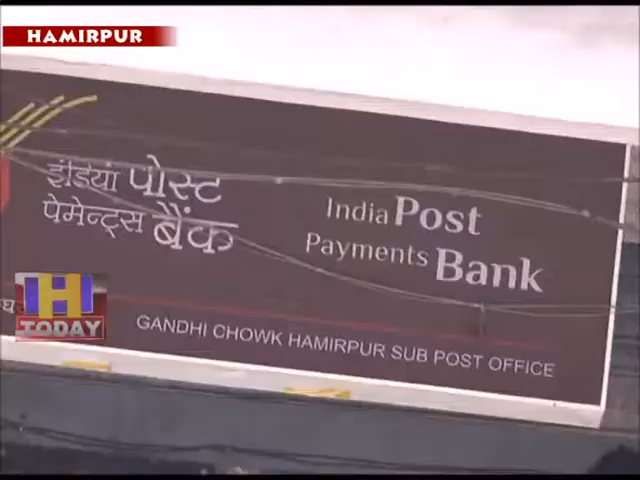 HAMIRPUR
इंडिया पोस्ट
पेमेन्ट्स बैंक
India Post
Payments Bank
H
TODAY
GANDHI CHOWK HAMIRPUR SUB POST OFFICE